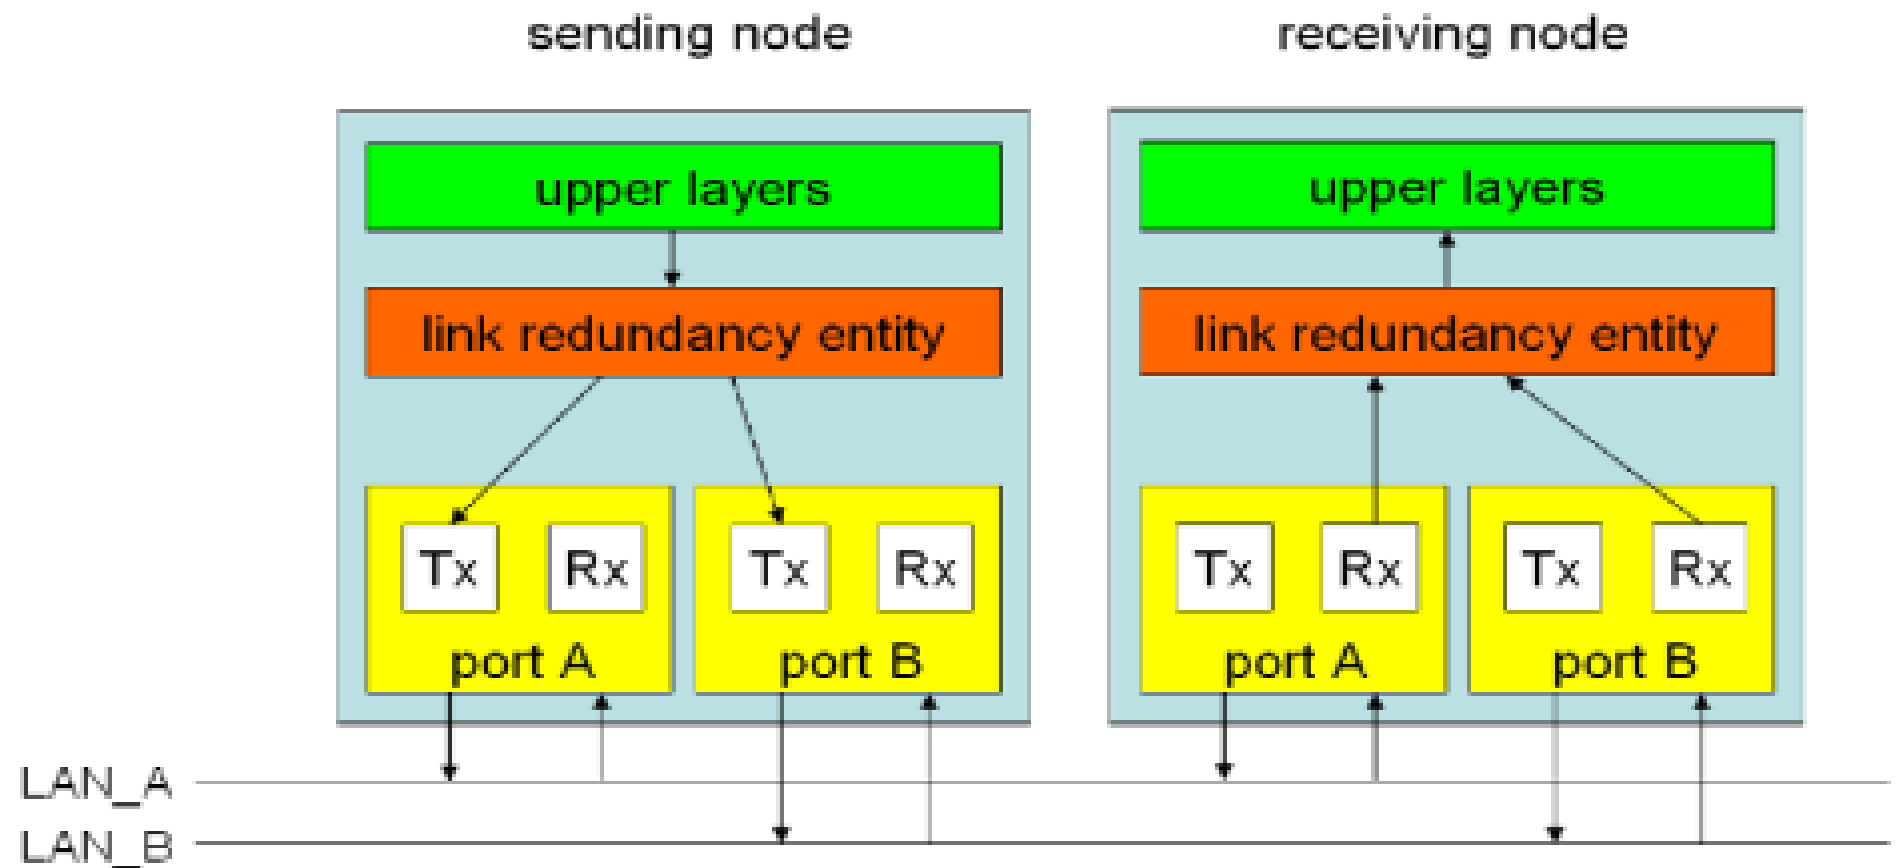 sending node
receiving node
upper layers
upper layers
link redundancy entity
link redundancy entity
Tx
Rx
Tx
Rx
Tx
Rx
Tx
Rx
port A
port B
port A
port B
LAN_A
LAN_B